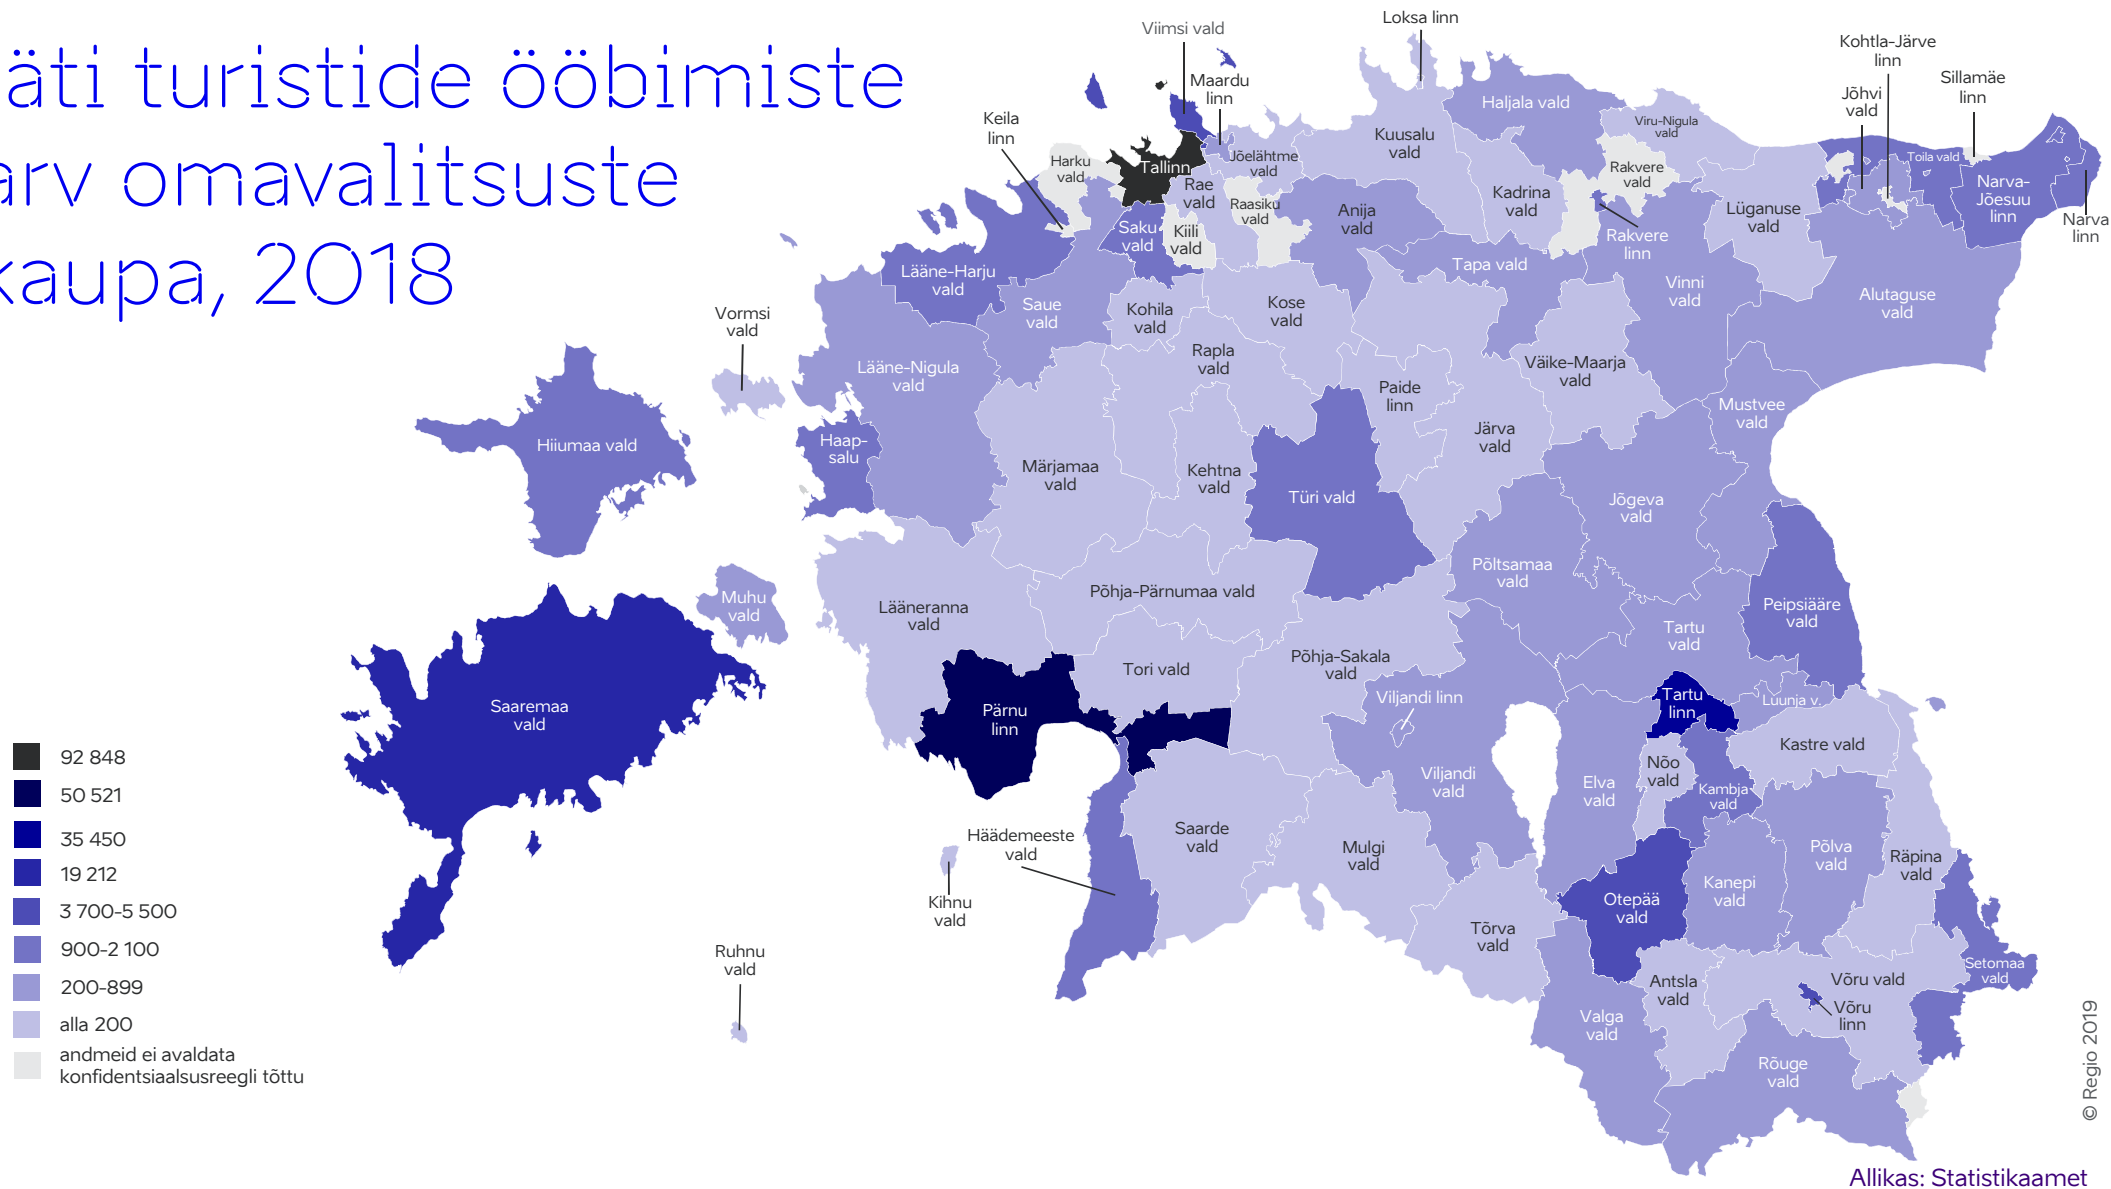 äti turistide ööbimiste
arv omavalitsuste
kaupa, 2018
Loksa linn
Viimsi vald
Maardu
linn
Kohtla-Järve
linn
Sillamäe
linn
Jõhvi
vald
Keila
linn
Harku
vald
Tallinn
Jõelähtme
vald
Rae
vald
Raasiku
vald
Kiili
vald
Saku
vald
Anija
vald
Kuusalu
vald
Haljala vald
Viru-Nigula
vald
Kadrina
vald
Rakvere
vald
Rakvere
linn
Lüganuse
vald
Toila vald
Narva-
Jõesuu
linn
Narva
linn
Lääne-Harju
vald
Saue
vald
Kohila
vald
Kose
vald
Tapa vald
Vinni
vald
Alutaguse
vald
Vormsi
vald
Lääne-Nigula
vald
Rapla
vald
Paide
linn
Väike-Maarja
vald
Mustvee
vald
Hiiumaa vald
Haap-
salu
Märjamaa
vald
Kehtna
vald
Türi vald
Järva
vald
Jõgeva
vald
Põltsamaa
vald
Peipsiääre
vald
Muhu
vald
Lääneranna
vald
Põhja-Pärnumaa vald
Tartu
vald
Põhja-Sakala
vald
Tori vald
Saaremaa
vald
Pärnu
linn
Viljandi linn
Tartu
linn
Luunja v.
Kastre vald
Nõo
vald
Kambja
vald
Elva
vald
Viljandi
vald
Häädemeeste
vald
Saarde
vald
Mulgi
vald
Põlva
vald
Räpina
vald
Kanepi
vald
Otepää
vald
Kihnu
vald
Tõrva
vald
Ruhnu
vald
Antsla
vald
Võru vald
Võru
linn
Setomaa
vald
Valga
vald
Rõuge
vald
92 848
50 521
35 450
19 212
3 700-5 500
900-2 100
200-899
alla 200
andmeid ei avaldata
konfidentsiaalsusreegli tõttu
© Regio 2019
Allikas: Statistikaamet